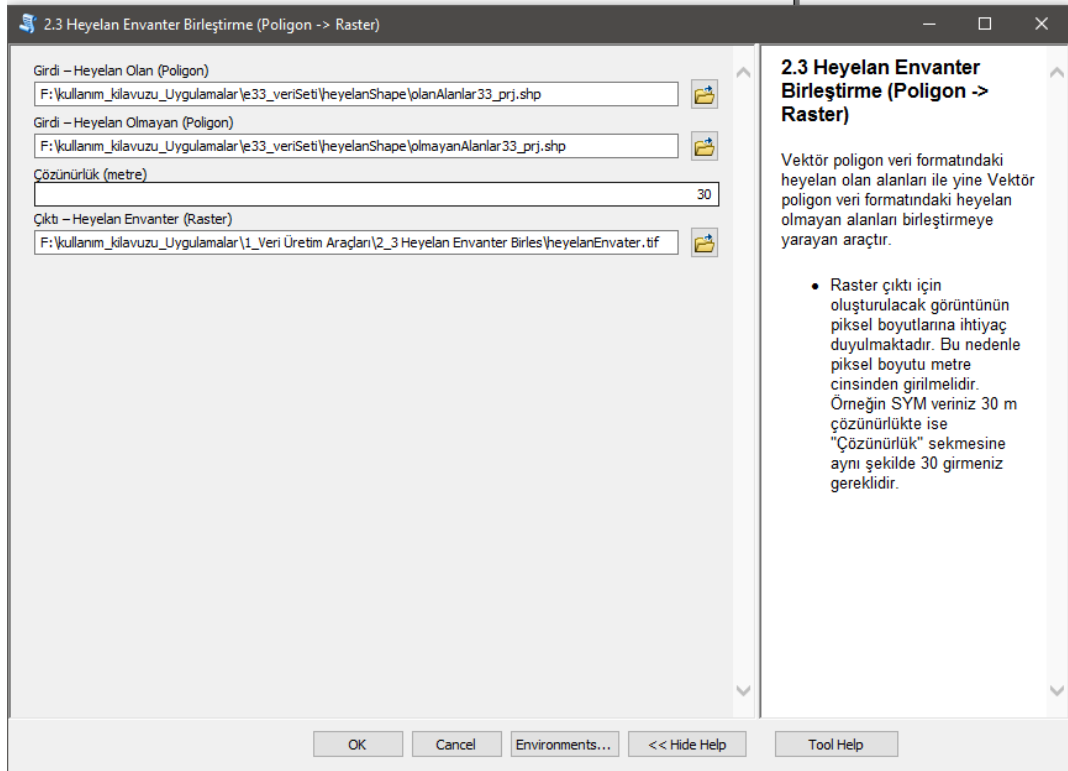 2.3 Heyelan Envanter Birleştirme (Poligon -> Raster)
Girdi – Heyelan Olan (Poligon)
F:\kullanım_kilavuzu_Uygulamalar\e33_veriSeti\heyelanShape\olanAlanlar33_prj.shp
Girdi – Heyelan Olmayan (Poligon)
F:\kullanım_kilavuzu_Uygulamalar\e33_veriSeti\heyelanShape\olmayanAlanlar33_prj.shp
Çözünürlük (metre)
30
Çıktı – Heyelan Envanter (Raster)
F:\kullanım_kilavuzu_Uygulamalar\1_Veri Üretim Araçları\2_3 Heyelan Envanter Birles\heyelanEnvater.tif
OK
Cancel
Environments...
<< Hide Help
2.3 Heyelan Envanter
Birleştirme (Poligon ->
Raster)
Vektör poligon veri formatındaki
heyelan olan alanları ile yine Vektör
poligon veri formatındaki heyelan
olmayan alanları birleştirmeye
yarayan araçtır.
• Raster çıktı için
oluşturulacak görüntünün
piksel boyutlarına ihtiyaç
duyulmaktadır. Bu nedenle
piksel boyutu metre
cinsinden girilmelidir.
Örneğin SYM veriniz 30 m
çözünürlükte ise
"Çözünürlük" sekmesine
aynı şekilde 30 girmeniz
gereklidir.
Tool Help